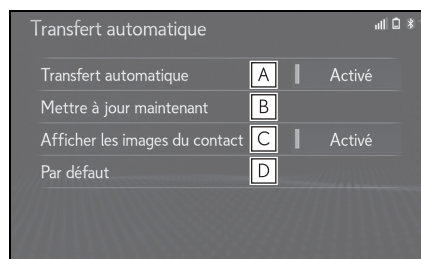 Transfert automatique
Transfert automatique A Activé
Mettre à jour maintenant B
Afficher les images du contact C Activé
Par défaut D